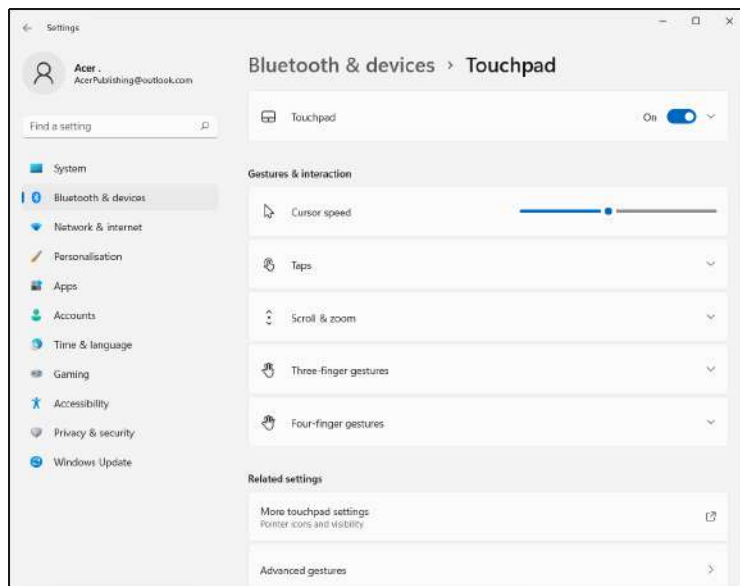 Settings
Acer .
AcerPublishing@outlook.com
Find a setting
System
Bluetooth & devices
Network & internet
Personalisation
Apps
Accounts
Time & language
Gaming
Accessibility
Privacy & security
Windows Update
Bluetooth & devices › Touchpad
Touchpad
On
Gestures & interaction
Cursor speed
Taps
Scroll & zoom
Three-finger gestures
Four-finger gestures
Related settings
More touchpad settings
Pointer icons and visibility
Advanced gestures